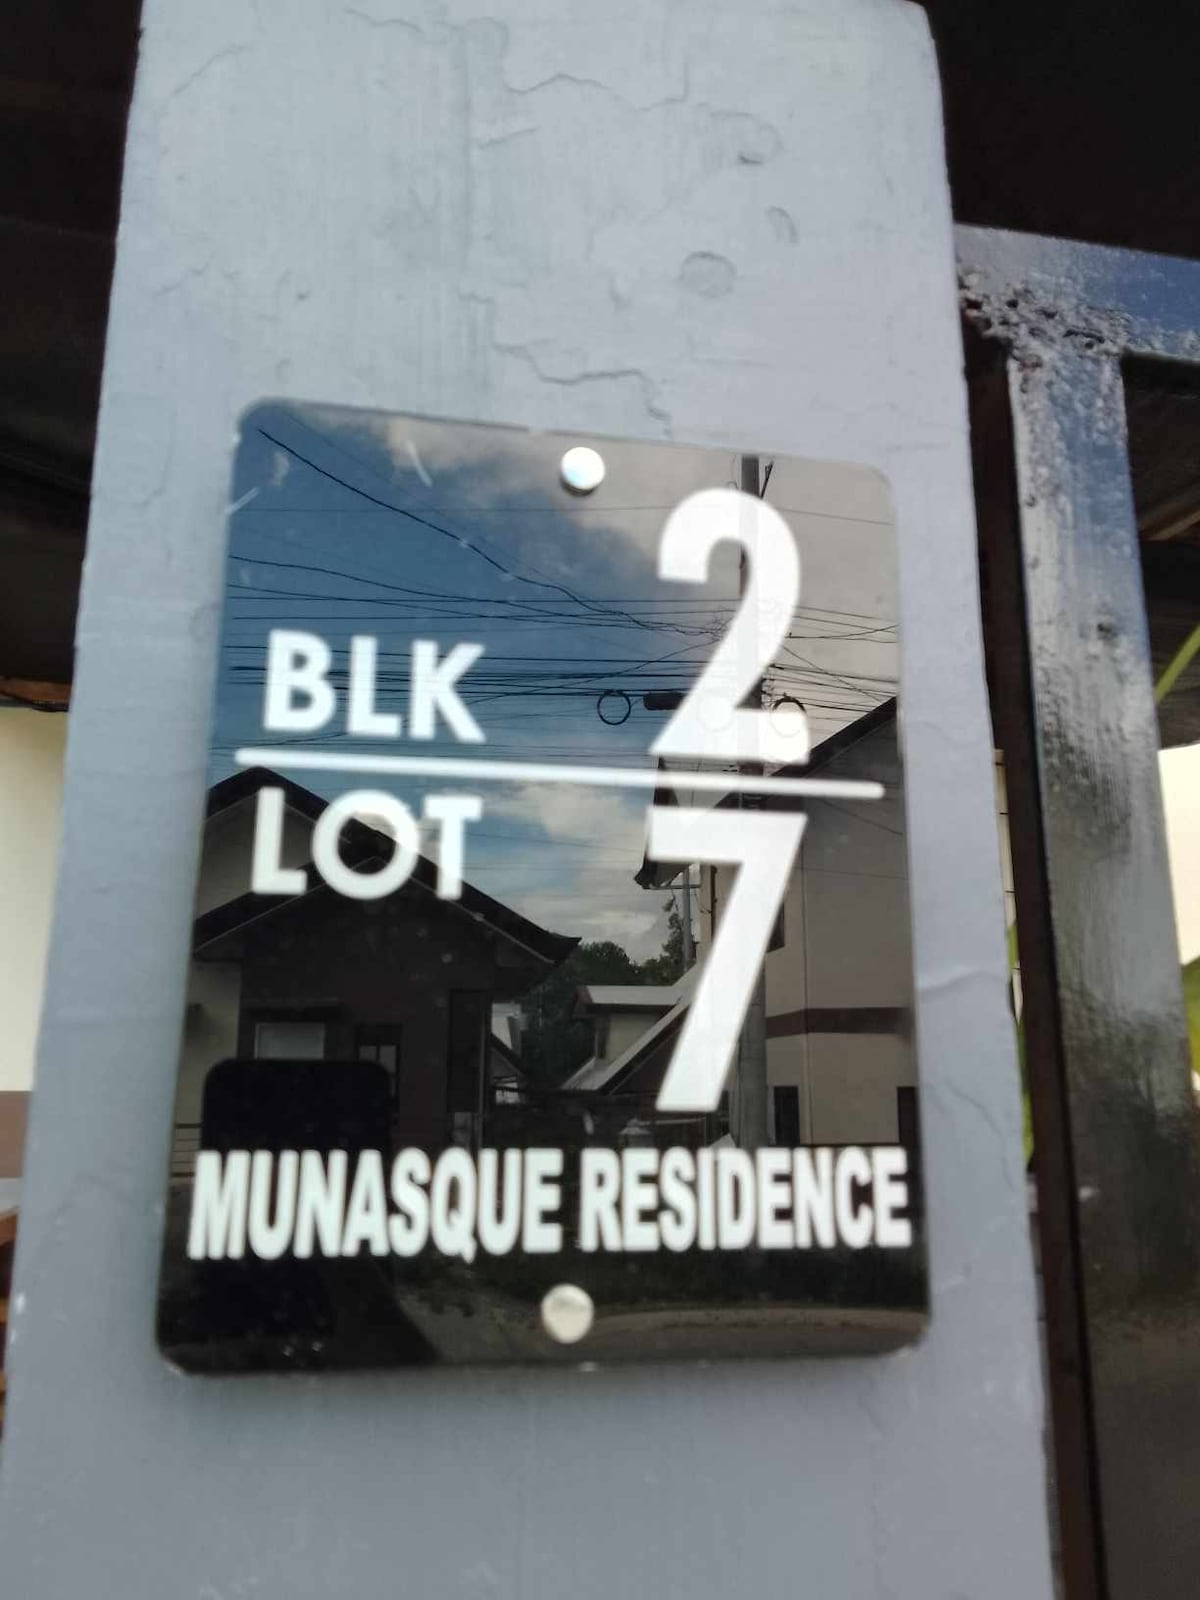 BLK 2
LOT 7
MUNASQUE RESIDENCE